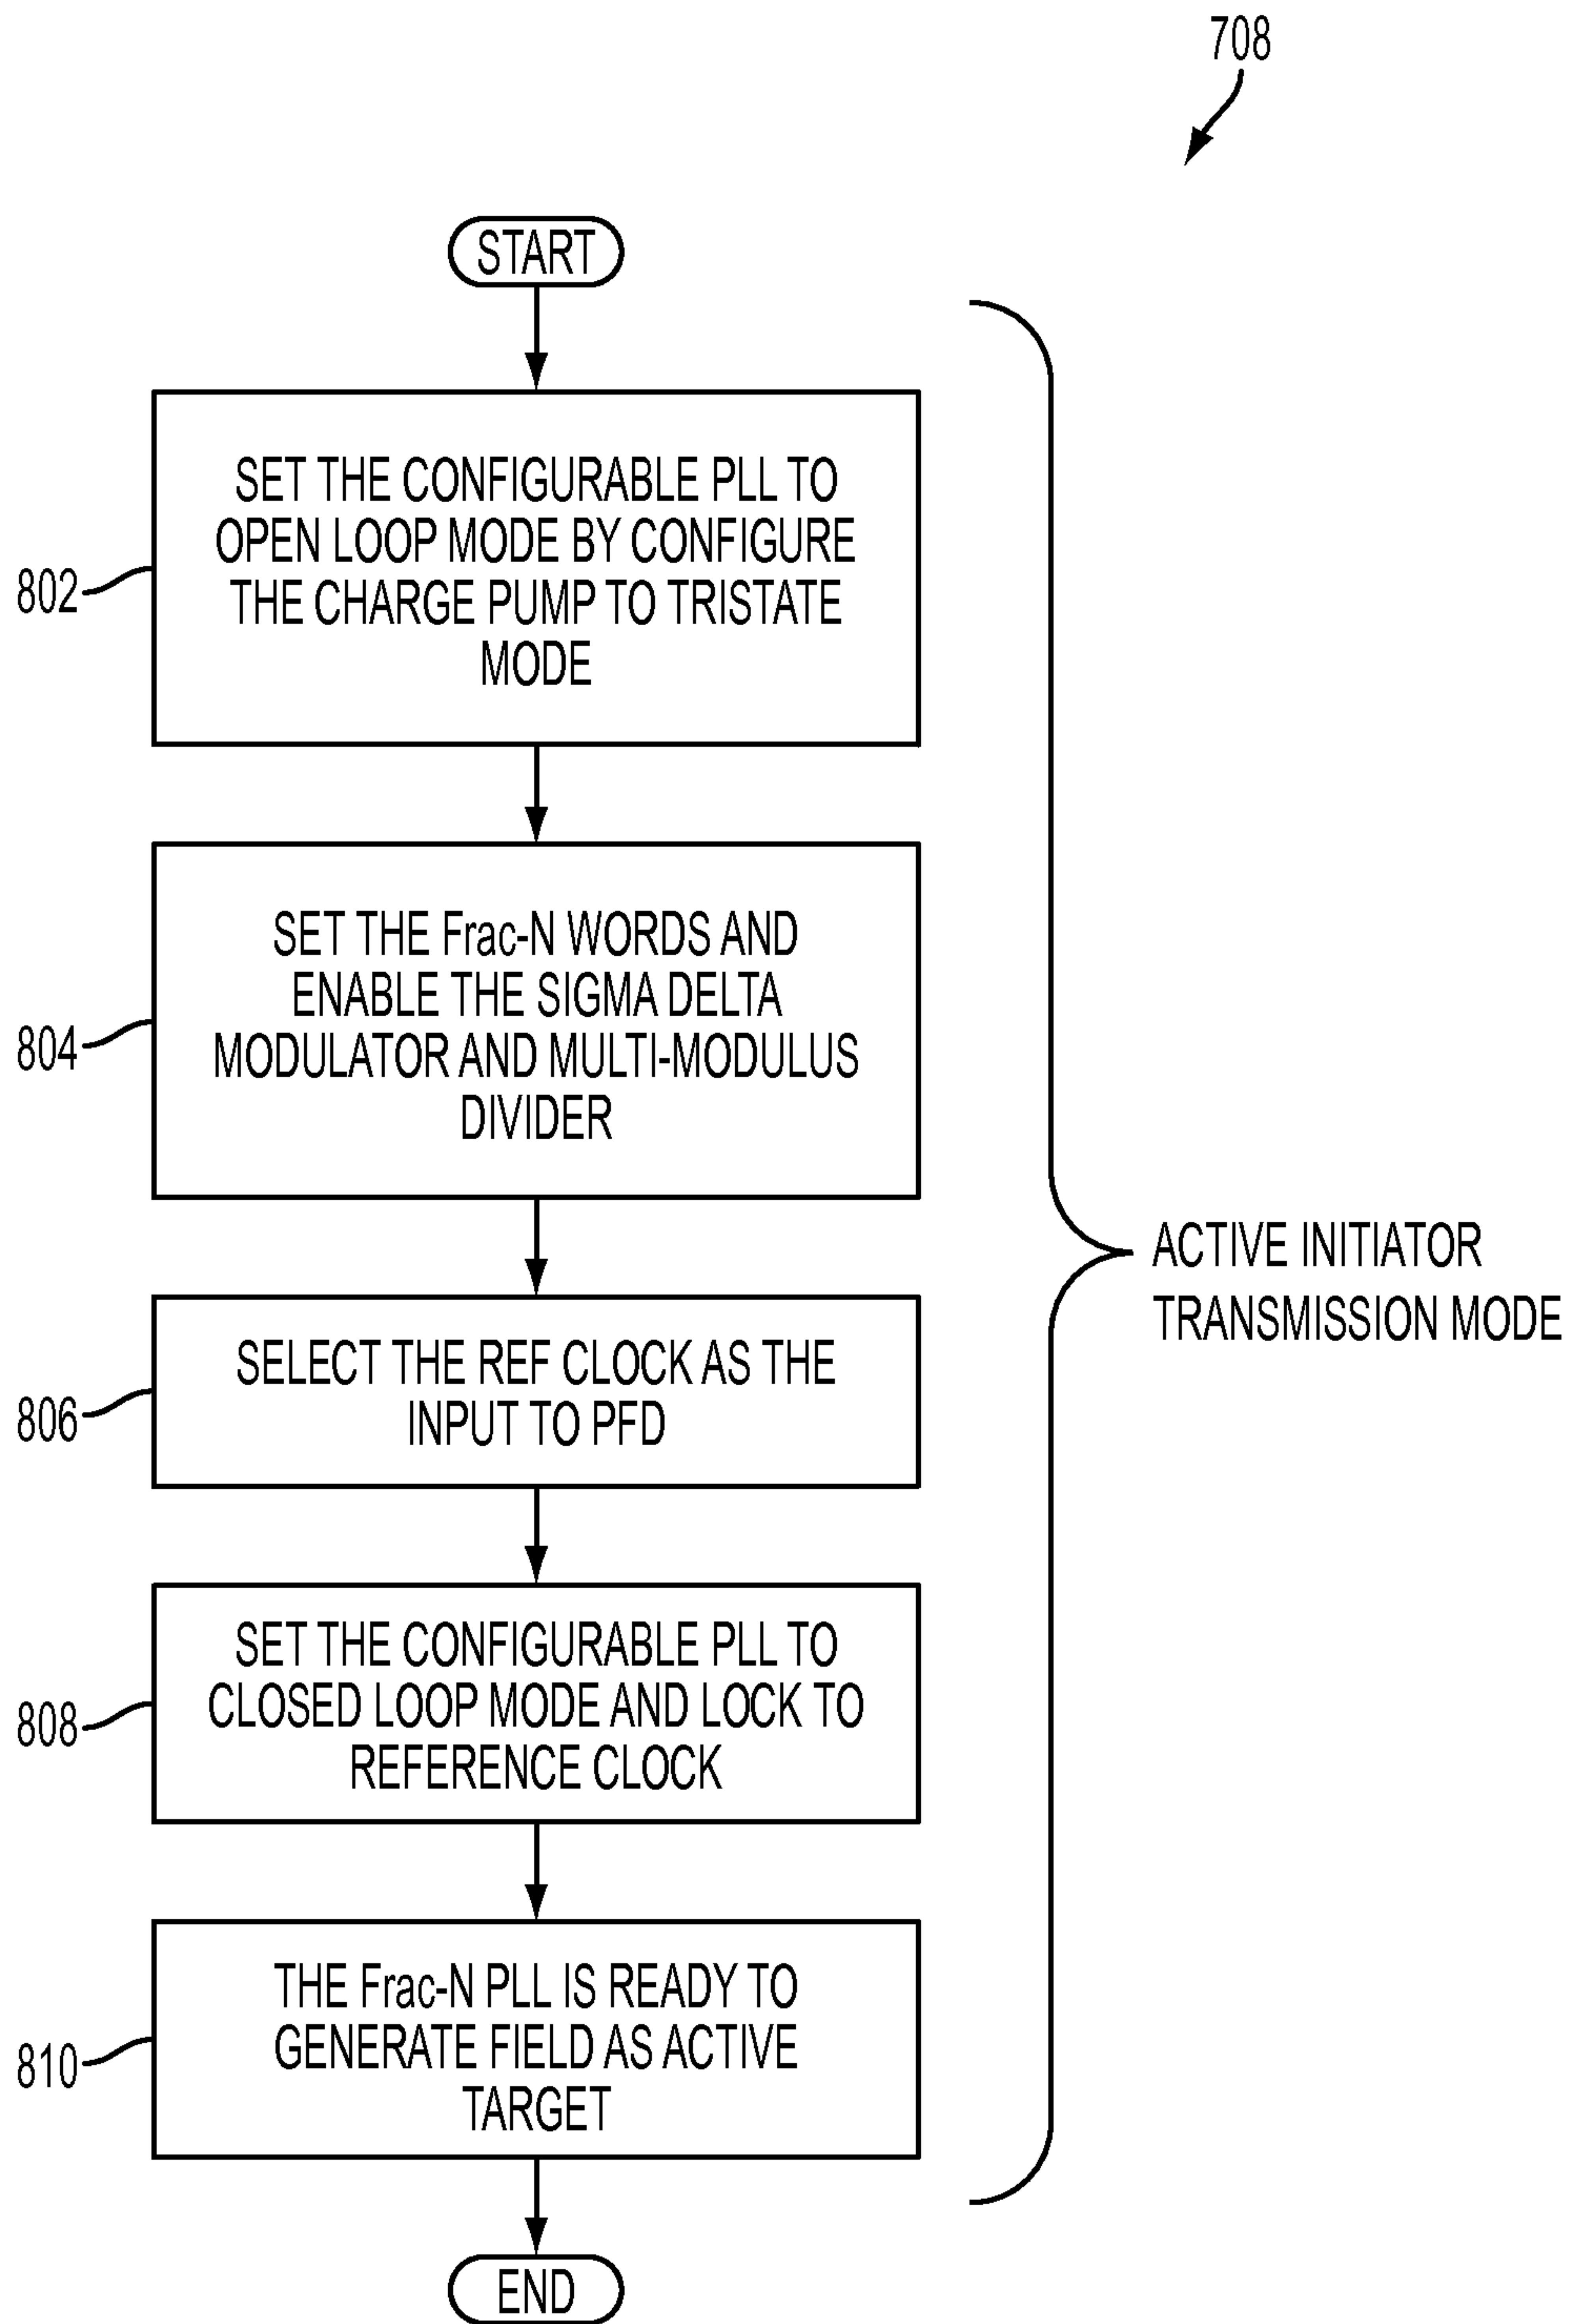 708
START
SET THE CONFIGURABLE PLL TO
OPEN LOOP MODE BY CONFIGURE
THE CHARGE PUMP TO TRISTATE
MODE
802
SET THE Frac-N WORDS AND
ENABLE THE SIGMA DELTA
MODULATOR AND MULTI-MODULUS
DIVIDER
804
ACTIVE INITIATOR
TRANSMISSION MODE
SELECT THE REF CLOCK AS THE
INPUT TO PFD
806
SET THE CONFIGURABLE PLL TO
CLOSED LOOP MODE AND LOCK TO
REFERENCE CLOCK
808
THE Frac-N PLL IS READY TO
GENERATE FIELD AS ACTIVE
TARGET
810
END